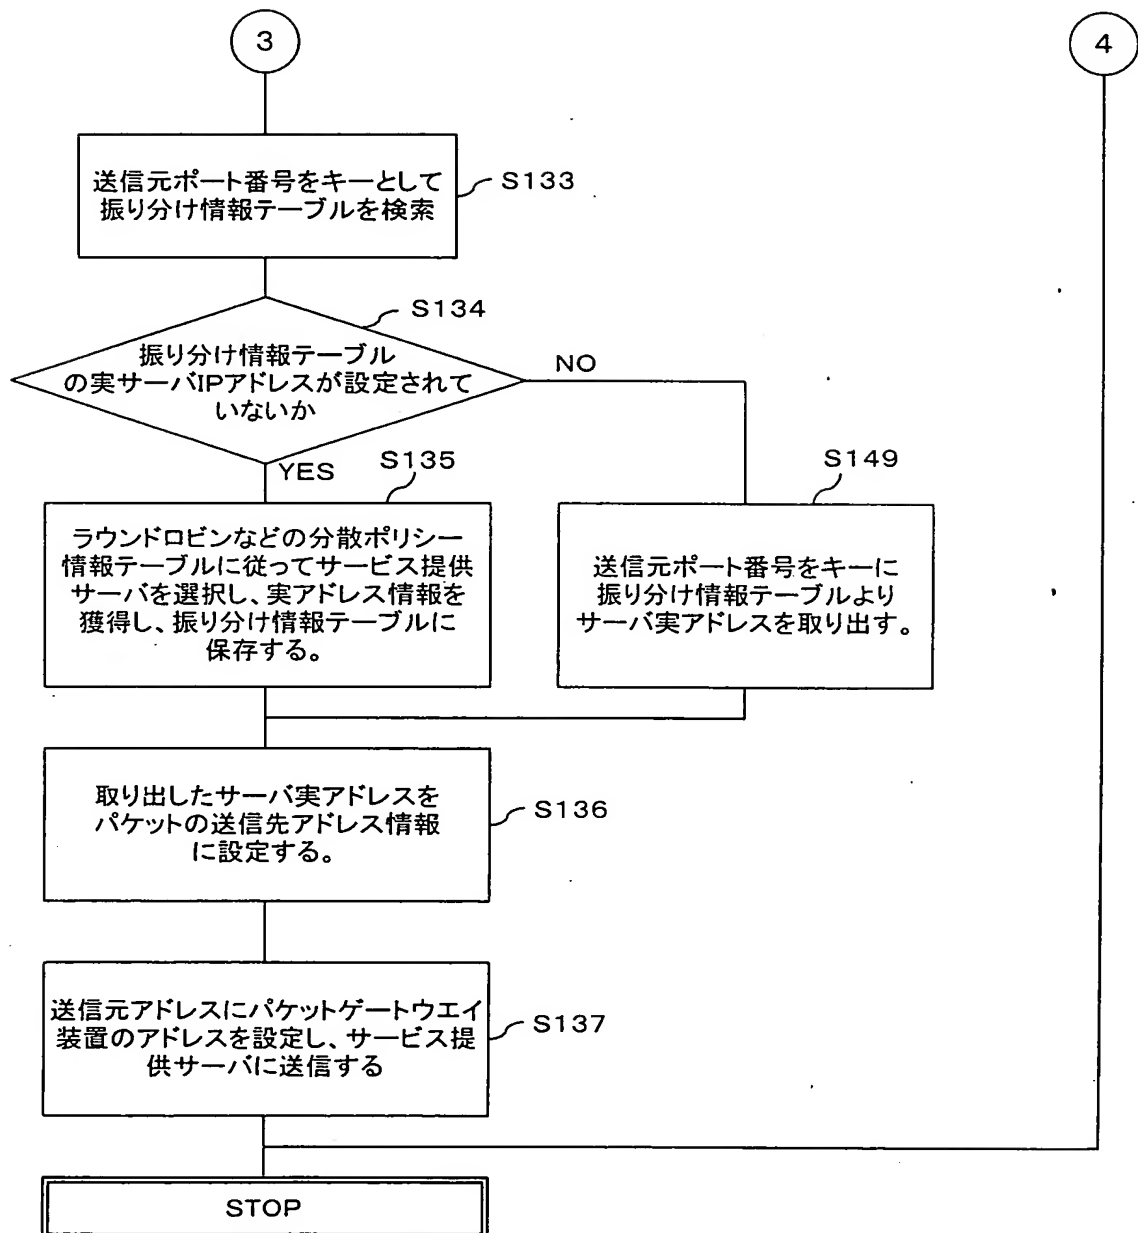 3
4
送信元ポート番号をキーとして
振り分け情報テーブルを検索
S133
S134
振り分け情報テーブル
の実サーバIPアドレスが設定されて
いないか
NO
YES
S135
ラウンドロビンなどの分散ポリシー
情報テーブルに従ってサービス提供
サーバを選択し、実アドレス情報を
獲得し、振り分け情報テーブルに
保存する。
S149
送信元ポート番号をキーに
振り分け情報テーブルより
サーバ実アドレスを取り出す。
取り出したサーバ実アドレスを
パケットの送信先アドレス情報
に設定する。
S136
送信元アドレスにパケットゲートウエイ
装置のアドレスを設定し、サービス提
供サーバに送信する
S137
STOP